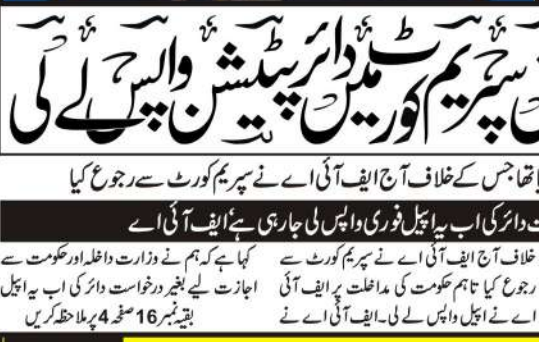 سپریم کورٹ میں دائر پٹیشن واپس لے لی
تھا جس کے خلاف آج ایف آئی اے نے سپریم کورٹ سے رجوع کیا
دائر کی اب یہ اپیل فوری واپس لی جارہی ہے‘ ایف آئی اے
خلاف آج ایف آئی اے نے سپریم کورٹ سے
رجوع کیا تاہم حکومت کی مداخلت پر ایف آئی
اے نے اپیل واپس لے لی۔ ایف آئی اے نے
کہا ہے کہ ہم نے وزارت داخلہ اور حکومت سے
اجازت لیے بغیر درخواست دائر کی اب یہ اپیل
بقیہ نمبر 16 صفحہ 4 پر ملاحظہ کریں